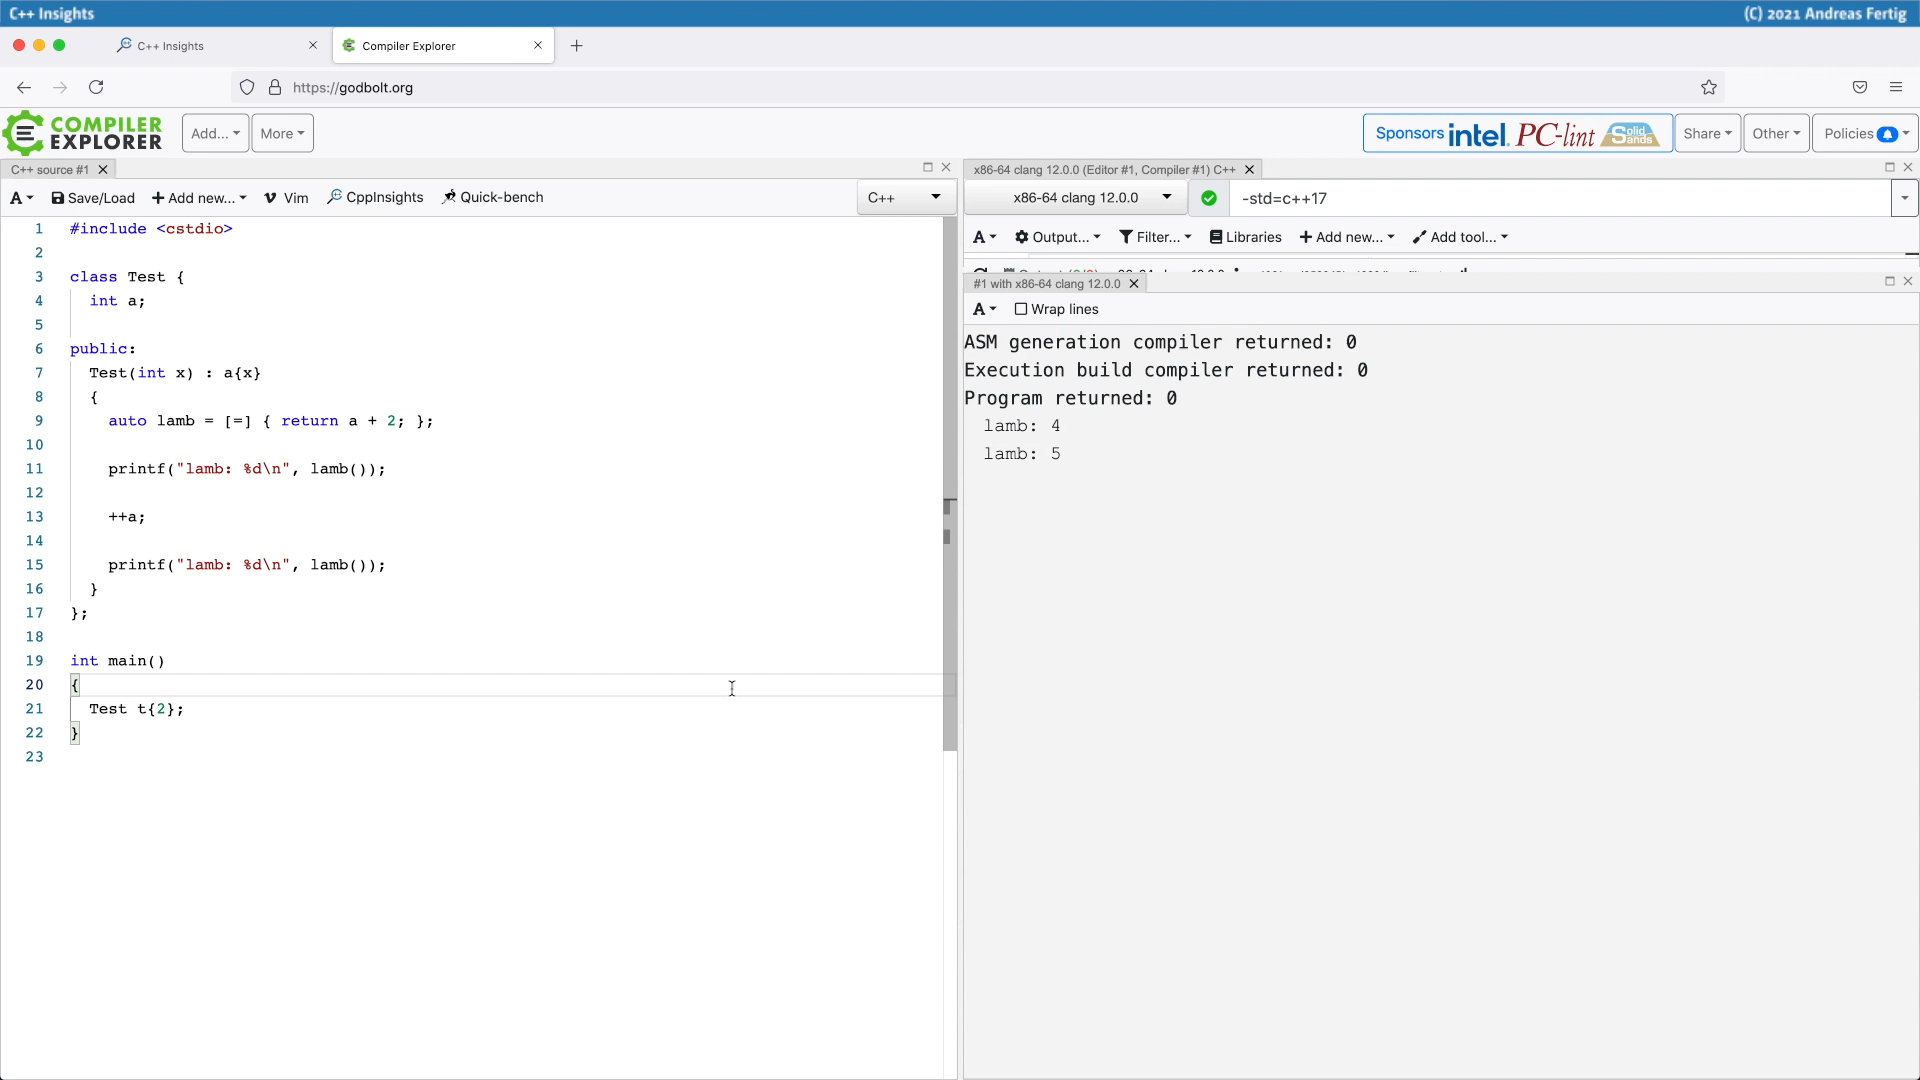 C++ Insights
(C) 2021 Andreas Fertig
C++ Insights
Compiler Explorer
https://godbolt.org
COMPILER
EXPLORER
Add...
More
Sponsors intel. PC-lint Solid Sands
Share
Other
Policies
C++ source #1
A
Save/Load
Add new...
Vim
CppInsights
Quick-bench
C++
1 #include <cstdio>
2
3 class Test {
4 int a;
5
6 public:
7 Test(int x) : a{x}
8 {
9 auto lamb = [=] { return a + 2; };
10
11 printf("lamb: %d\n", lamb());
12
13 ++a;
14
15 printf("lamb: %d\n", lamb());
16 }
17 };
18
19 int main()
20 {
21 Test t{2};
22 }
23
x86-64 clang 12.0.0 (Editor #1, Compiler #1) C++
x86-64 clang 12.0.0
-std=c++17
A
Output...
Filter...
Libraries
Add new...
Add tool...
#1 with x86-64 clang 12.0.0
A
Wrap lines
ASM generation compiler returned: 0
Execution build compiler returned: 0
Program returned: 0
lamb: 4
lamb: 5